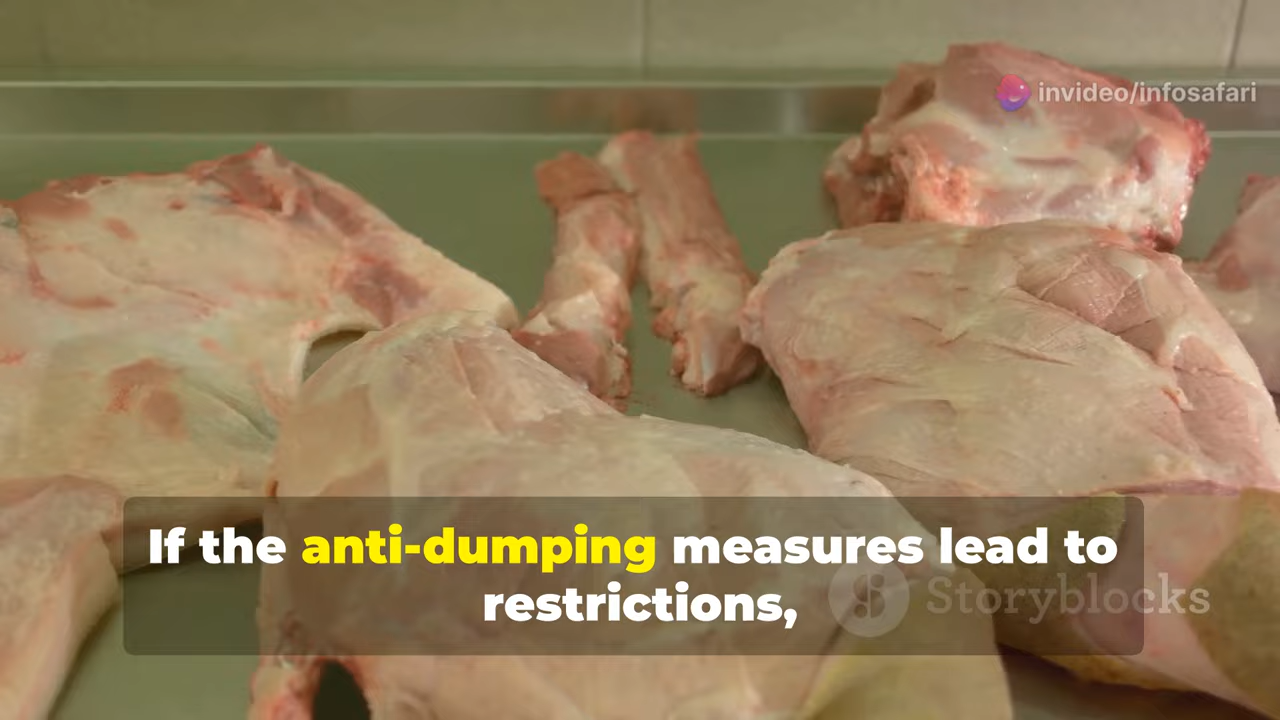 invideo/infosafari
If the anti-dumping measures lead to
restrictions,
Storyblocks